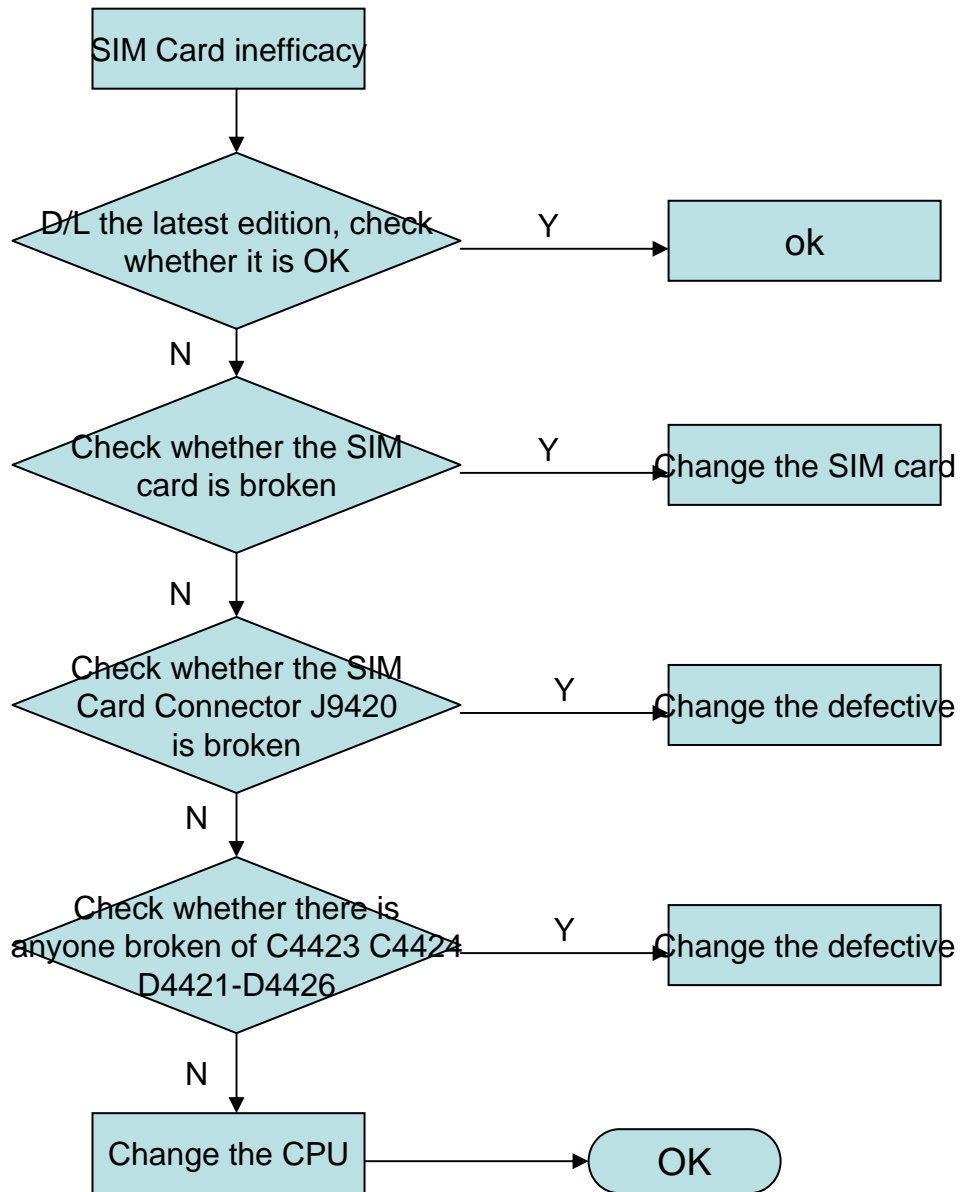 SIM Card inefficacy
D/L the latest edition, check
whether it is OK
Y
ok
N
Check whether the SIM
card is broken
Y
Change the SIM card
N
Check whether the SIM
Card Connector J9420
is broken
Y
Change the defective
N
Check whether there is
anyone broken of C4423 C4424
D4421-D4426
Y
Change the defective
N
Change the CPU
OK